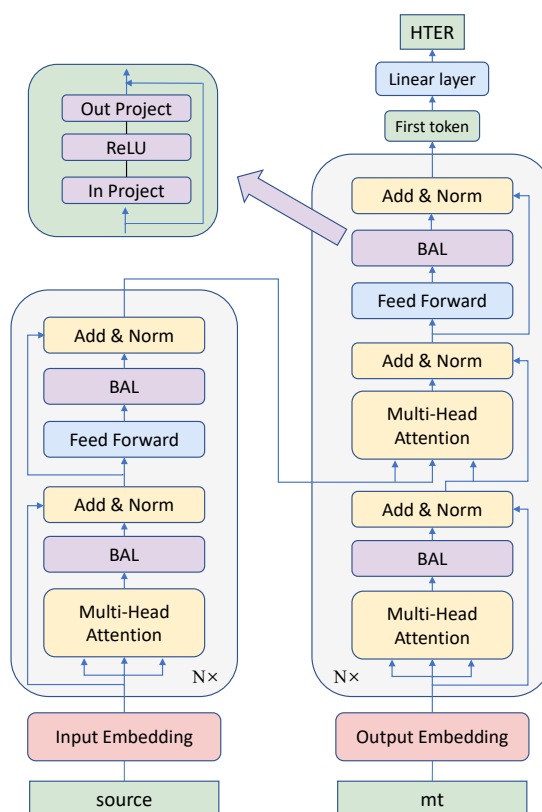 HTER
Linear layer
First token
Out Project
ReLU
In Project
Add & Norm
BAL
Feed Forward
Add & Norm
Multi-Head
Attention
Add & Norm
BAL
Multi-Head
Attention
N×
Output Embedding
mt
Add & Norm
BAL
Feed Forward
Add & Norm
BAL
Multi-Head
Attention
N×
Input Embedding
source